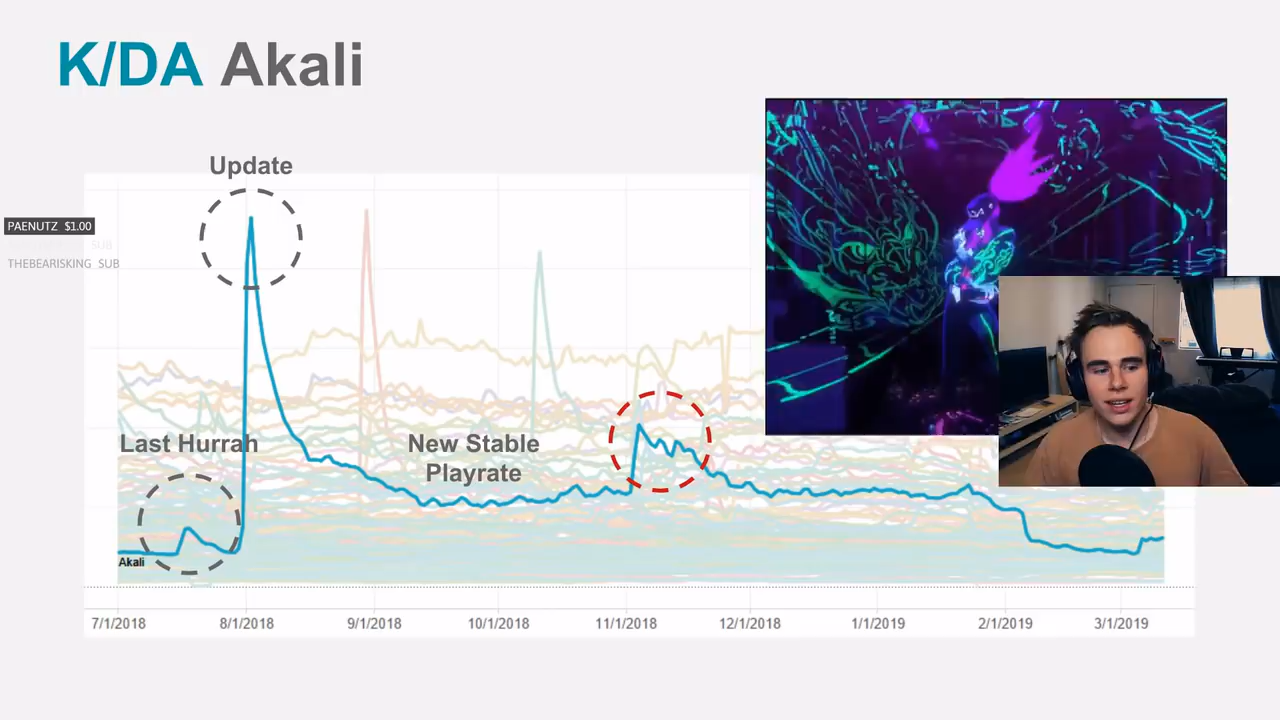 K/DA Akali
Update
PAENUTZ $1.00
SUB
THEBEARISKING SUB
Last Hurrah
New Stable
Playrate
Akali
7/1/2018 8/1/2018 9/1/2018 10/1/2018 11/1/2018 12/1/2018 1/1/2019 2/1/2019 3/1/2019